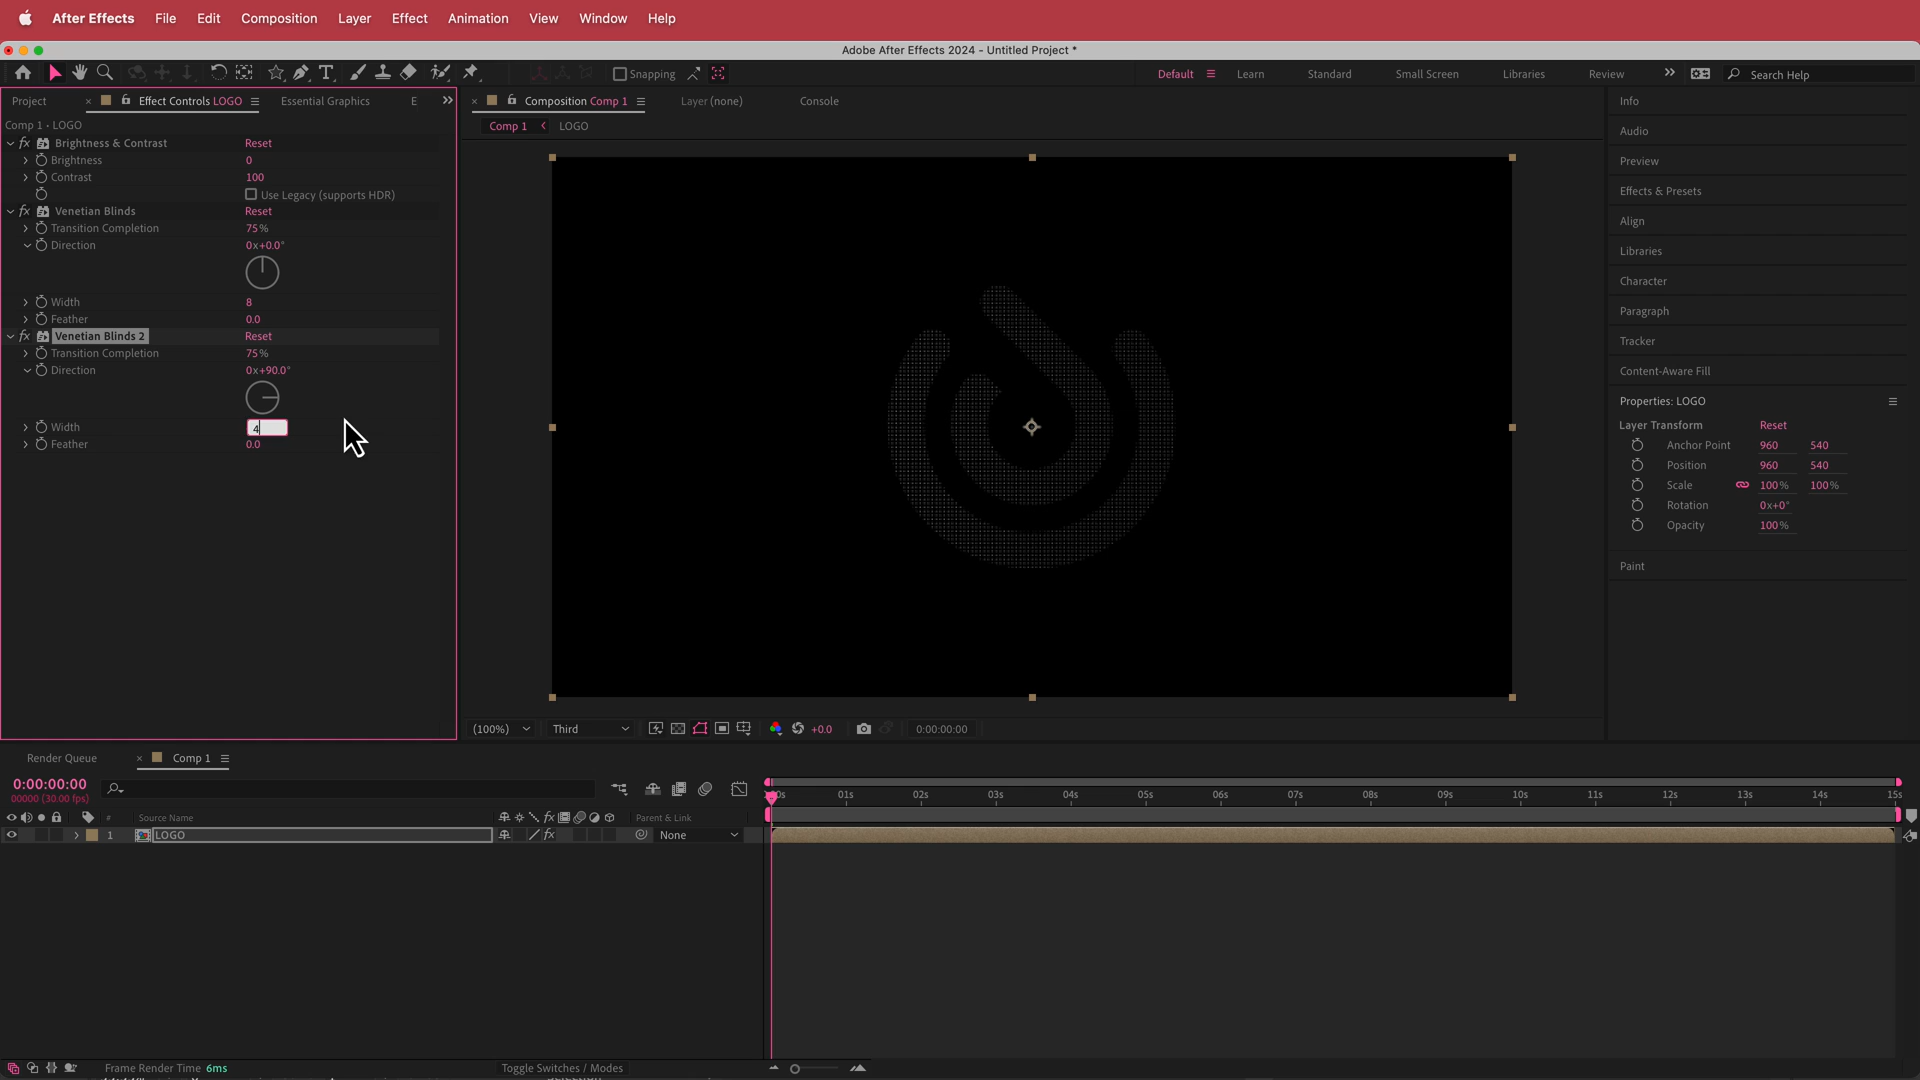 After Effects File Edit Composition Layer Effect Animation View Window Help
Adobe After Effects 2024 - Untitled Project *
Snapping Default Learn Standard Small Screen Libraries Review Search Help
Project Effect Controls LOGO Essential Graphics E
Composition Comp 1 Layer (none) Console
Comp 1 • LOGO
Comp 1 LOGO
Brightness & Contrast Reset
Brightness 0
Contrast 100
Use Legacy (supports HDR)
Venetian Blinds Reset
Transition Completion 75%
Direction 0x+0.0°
Width 8
Feather 0.0
Venetian Blinds 2 Reset
Transition Completion 75%
Direction 0x+90.0°
Width 4
Feather 0.0
Info
Audio
Preview
Effects & Presets
Align
Libraries
Character
Paragraph
Tracker
Content-Aware Fill
Properties: LOGO
Layer Transform Reset
Anchor Point 960 540
Position 960 540
Scale 100% 100%
Rotation 0x+0°
Opacity 100%
Paint
(100%) Third +0.0 0:00:00:00
Render Queue Comp 1
0:00:00:00
00000 (30.00 fps)
01s 02s 03s 04s 05s 06s 07s 08s 09s 10s 11s 12s 13s 14s 15s
# Source Name Parent & Link
1 LOGO None
Frame Render Time 6ms Toggle Switches / Modes